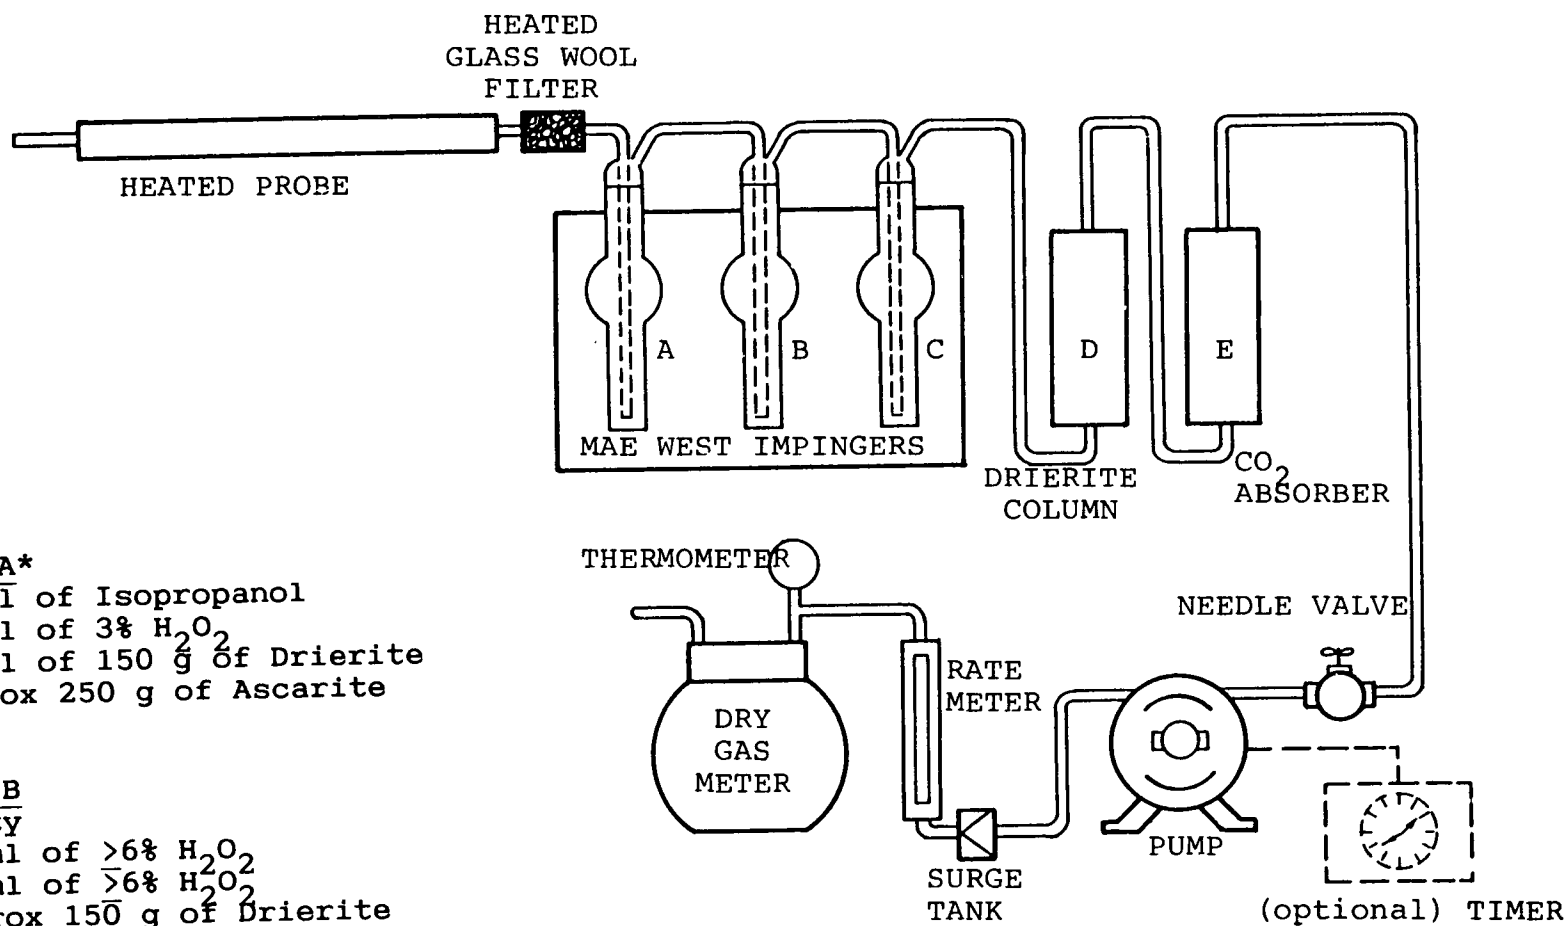 HEATED
GLASS WOOL
FILTER
HEATED PROBE
A
B
C
D
E
MAE WEST IMPINGERS
DRIERITE
COLUMN
CO2
ABSORBER
THERMOMETER
NEEDLE VALVE
A*
l of Isopropanol
l of 3% H2O2
l of 150 g of Drierite
ox 250 g of Ascarite
RATE
METER
DRY
GAS
METER
B
l of ≥6% H2O2
l of ≥6% H2O2
rox 150 g of Drierite
PUMP
SURGE
TANK
(optional) TIMER